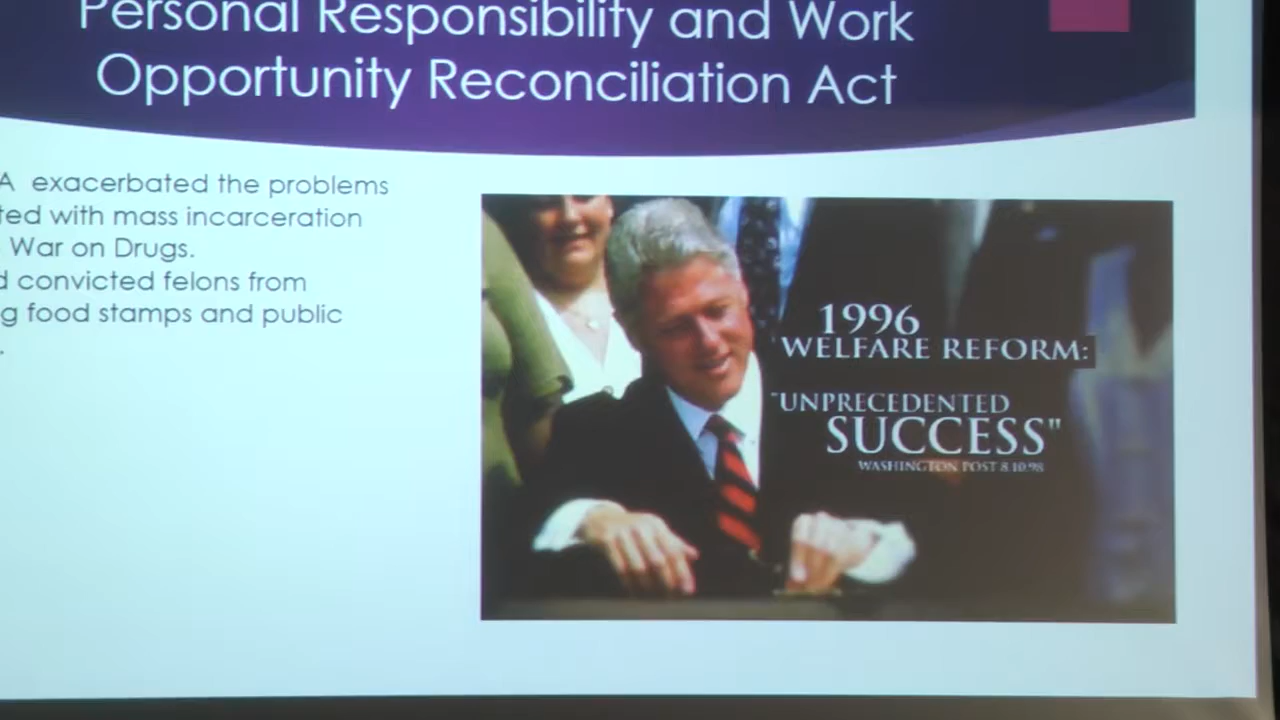 Personal Responsibility and Work
Opportunity Reconciliation Act
A exacerbated the problems
ted with mass incarceration
War on Drugs.
d convicted felons from
g food stamps and public
.
1996
WELFARE REFORM:
"UNPRECEDENTED
SUCCESS"
WASHINGTON POST 8.10.98